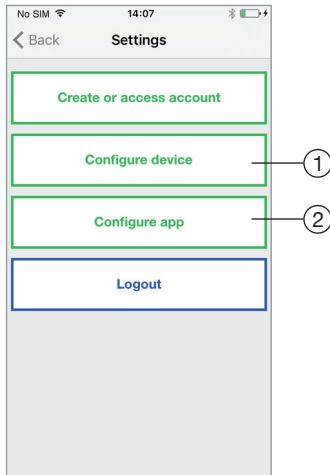 No SIM 14:07
Back Settings
Create or access account
Configure device 1
Configure app 2
Logout